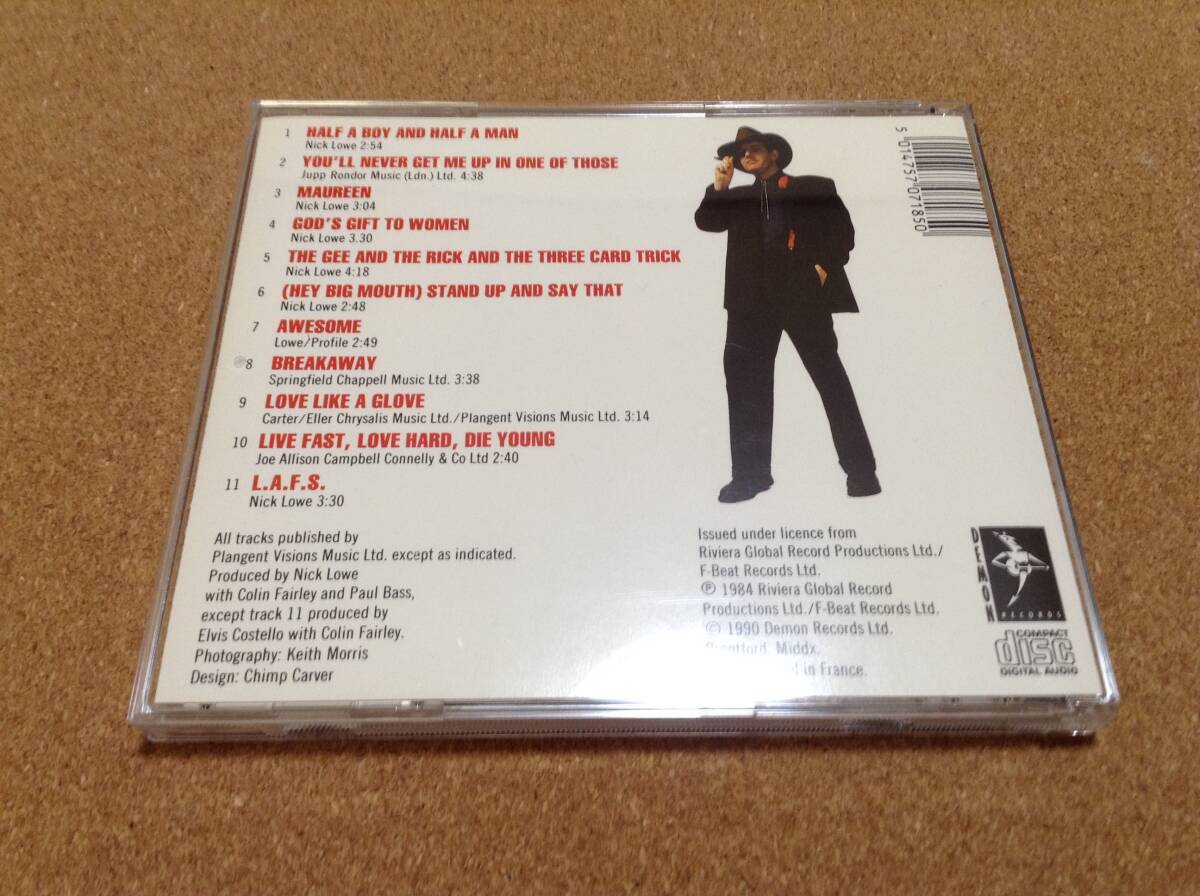 1 HALF A BOY AND HALF A MAN
Nick Lowe 2:54
2 YOU'LL NEVER GET ME UP IN ONE OF THOSE
Jupp Rondor Music (Ldn.) Ltd. 4:38
3 MAUREEN
Nick Lowe 3:04
4 GOD'S GIFT TO WOMEN
Nick Lowe 3.30
5 THE GEE AND THE RICK AND THE THREE CARD TRICK
Nick Lowe 4:18
6 (HEY BIG MOUTH) STAND UP AND SAY THAT
Nick Lowe 2:48
7 AWESOME
Lowe/Profile 2:49
8 BREAKAWAY
Springfield Chappell Music Ltd. 3:38
9 LOVE LIKE A GLOVE
Carter/Eller Chrysalis Music Ltd./Plangent Visions Music Ltd. 3:14
10 LIVE FAST, LOVE HARD, DIE YOUNG
Joe Allison Campbell Connelly & Co Ltd 2:40
11 L.A.F.S.
Nick Lowe 3:30
All tracks published by
Plangent Visions Music Ltd. except as indicated.
Produced by Nick Lowe
with Colin Fairley and Paul Bass,
except track 11 produced by
Elvis Costello with Colin Fairley.
Photography: Keith Morris
Design: Chimp Carver
5 014757 071850
Issued under licence from
Riviera Global Record Productions Ltd./
F-Beat Records Ltd.
℗ 1984 Riviera Global Record
Productions Ltd./F-Beat Records Ltd.
© 1990 Demon Records Ltd.
Brentford, Middx.
in France.
DEMON
RECORDS
COMPACT
disc
DIGITAL AUDIO